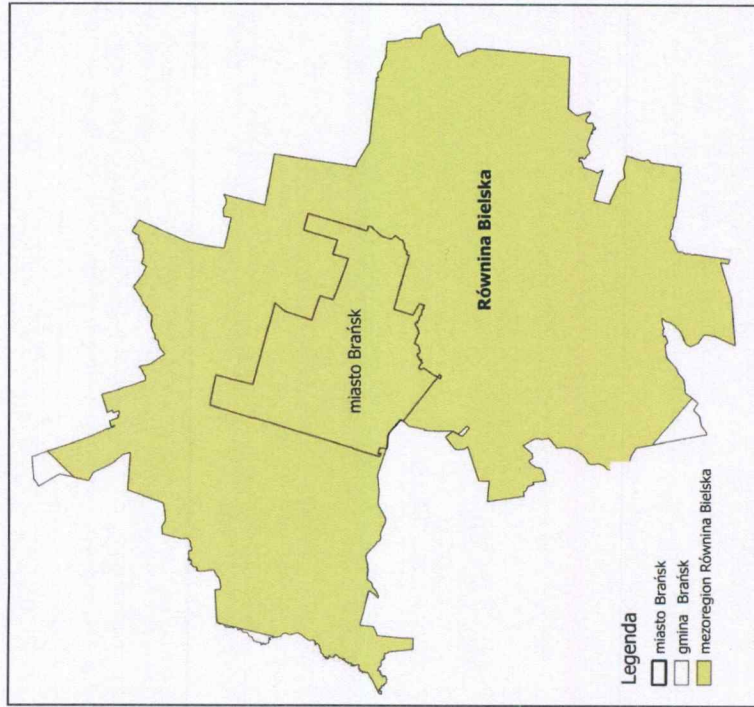 miasto Brańsk
Równina Bielska
Legenda
miasto Brańsk
gmina Brańsk
mezoregion Równina Bielska